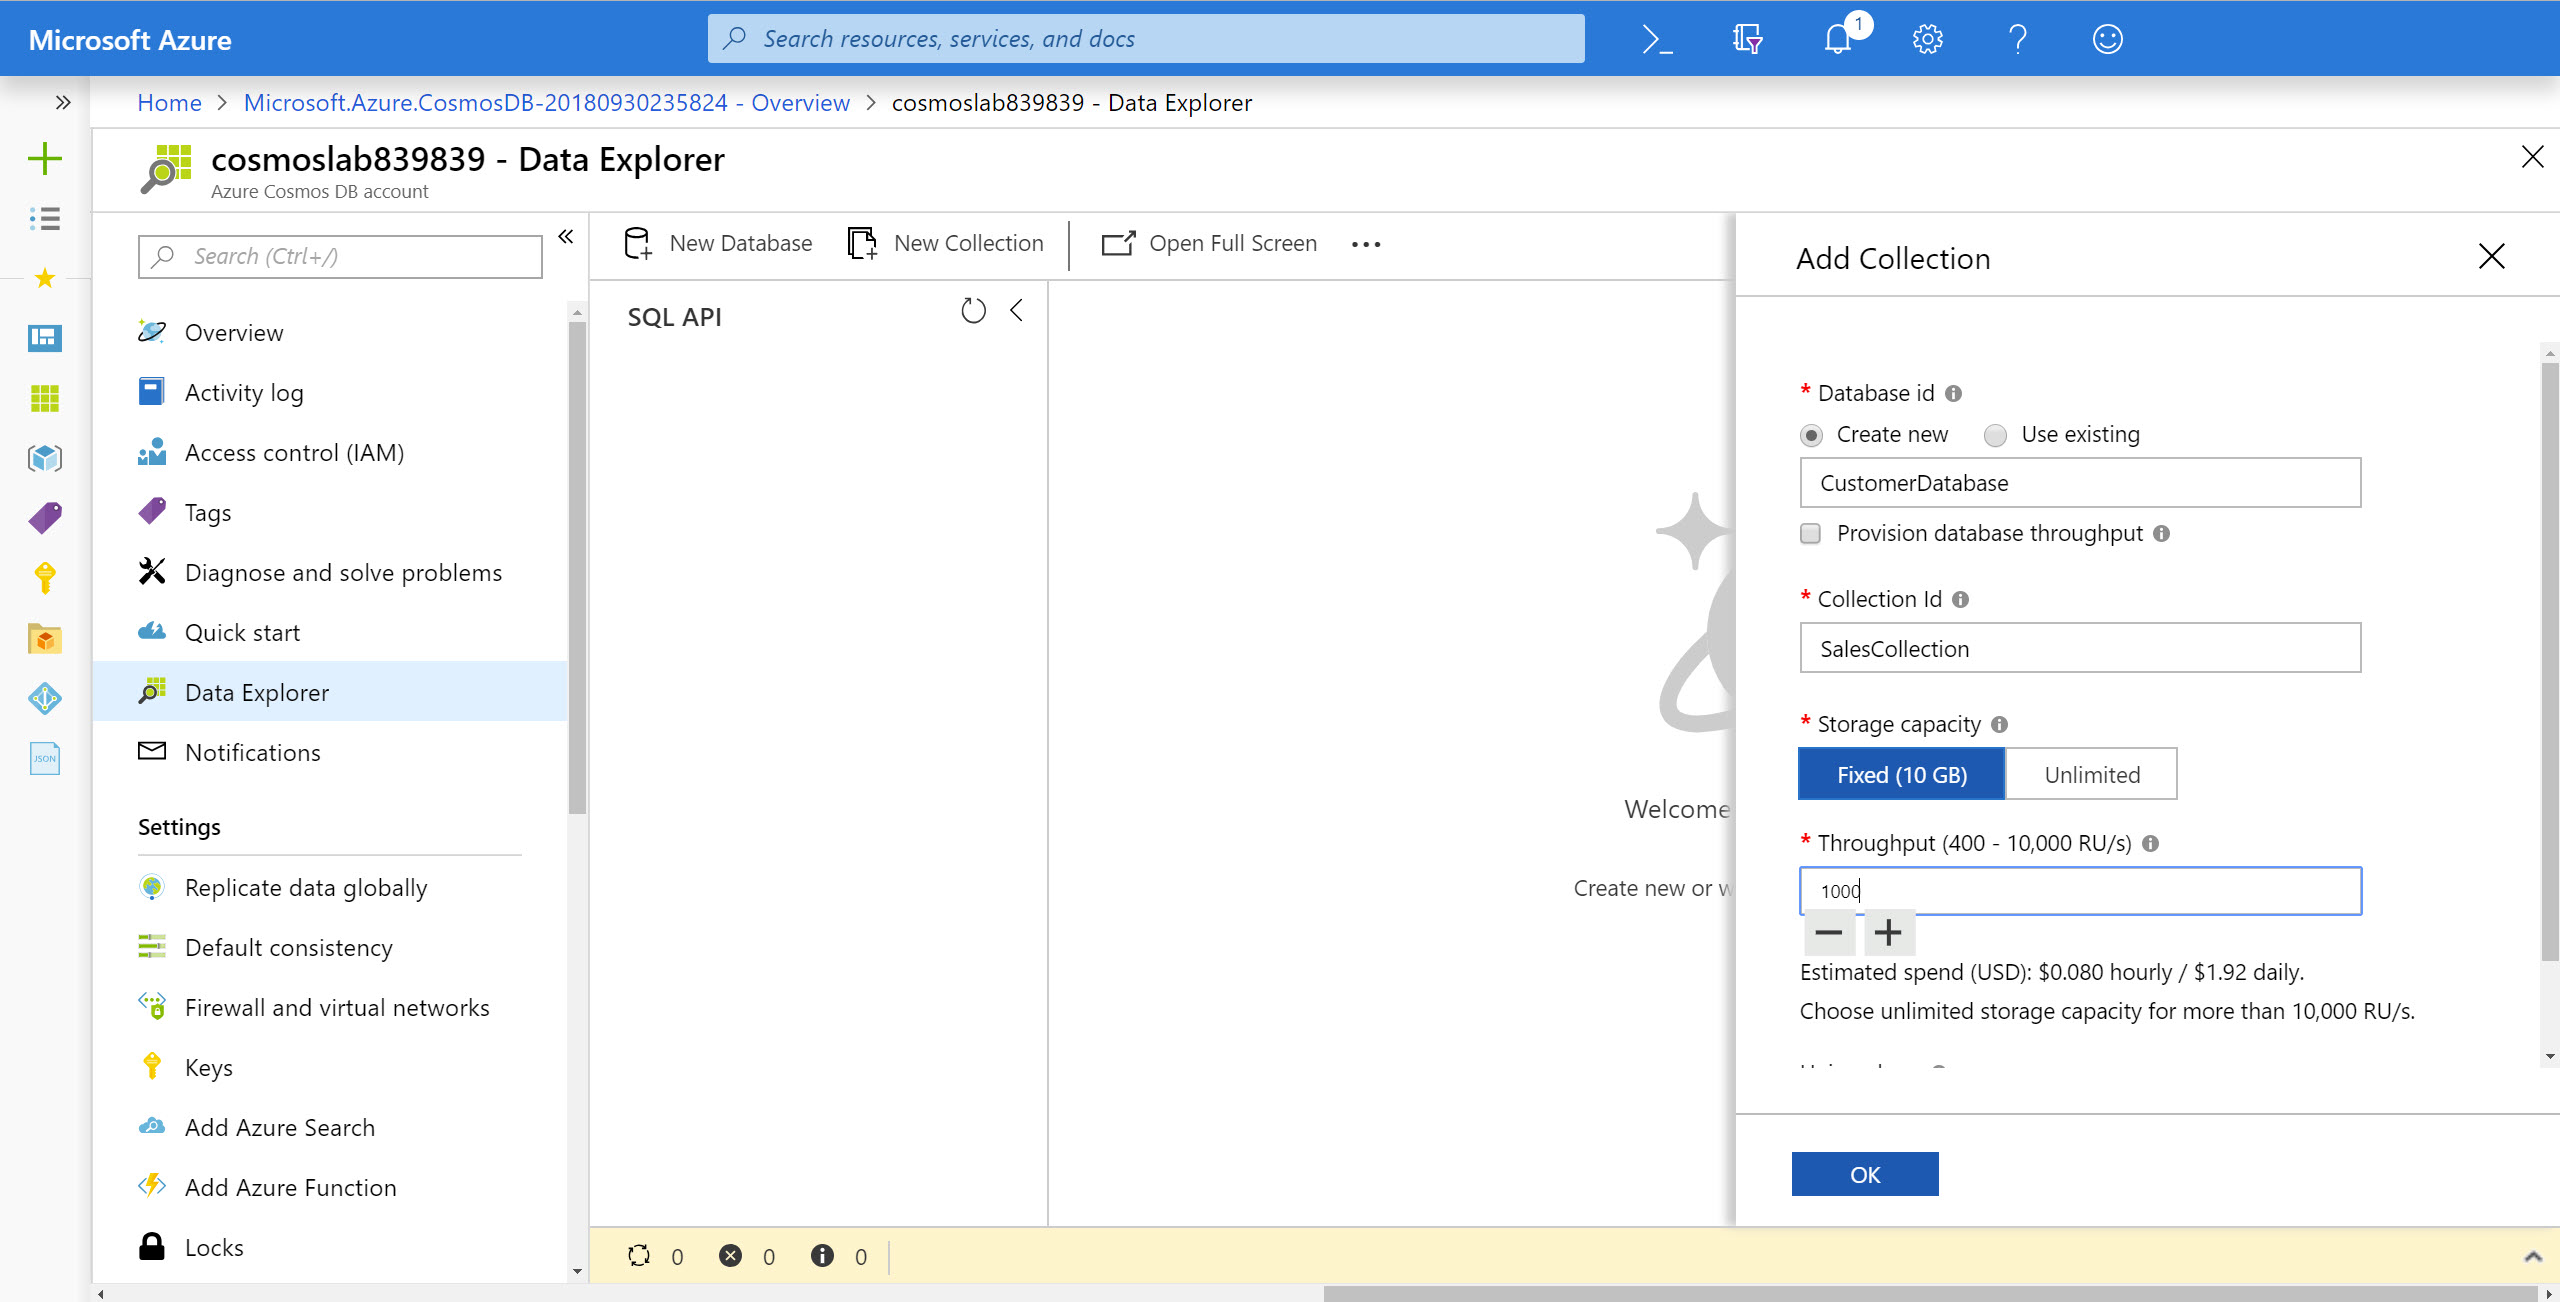 Microsoft Azure
Search resources, services, and docs
1
Home > Microsoft.Azure.CosmosDB-20180930235824 - Overview > cosmoslab839839 - Data Explorer
cosmoslab839839 - Data Explorer
Azure Cosmos DB account
Search (Ctrl+/)
Overview
Activity log
Access control (IAM)
Tags
Diagnose and solve problems
Quick start
Data Explorer
Notifications
Settings
Replicate data globally
Default consistency
Firewall and virtual networks
Keys
Add Azure Search
Add Azure Function
Locks
JSON
New Database
New Collection
Open Full Screen
SQL API
Welcome
Create new or w
Add Collection
* Database id
Create new
Use existing
CustomerDatabase
Provision database throughput
* Collection Id
SalesCollection
* Storage capacity
Fixed (10 GB)
Unlimited
* Throughput (400 - 10,000 RU/s)
1000
Estimated spend (USD): $0.080 hourly / $1.92 daily.
Choose unlimited storage capacity for more than 10,000 RU/s.
OK
0
0
0